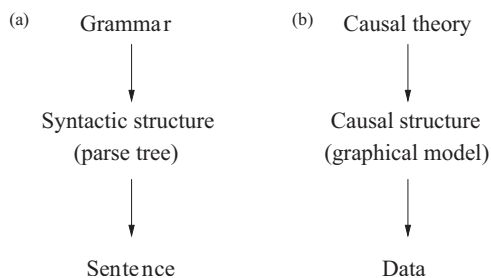 (a) Grammar
Syntactic structure
(parse tree)
Sentence
(b) Causal theory
Causal structure
(graphical model)
Data